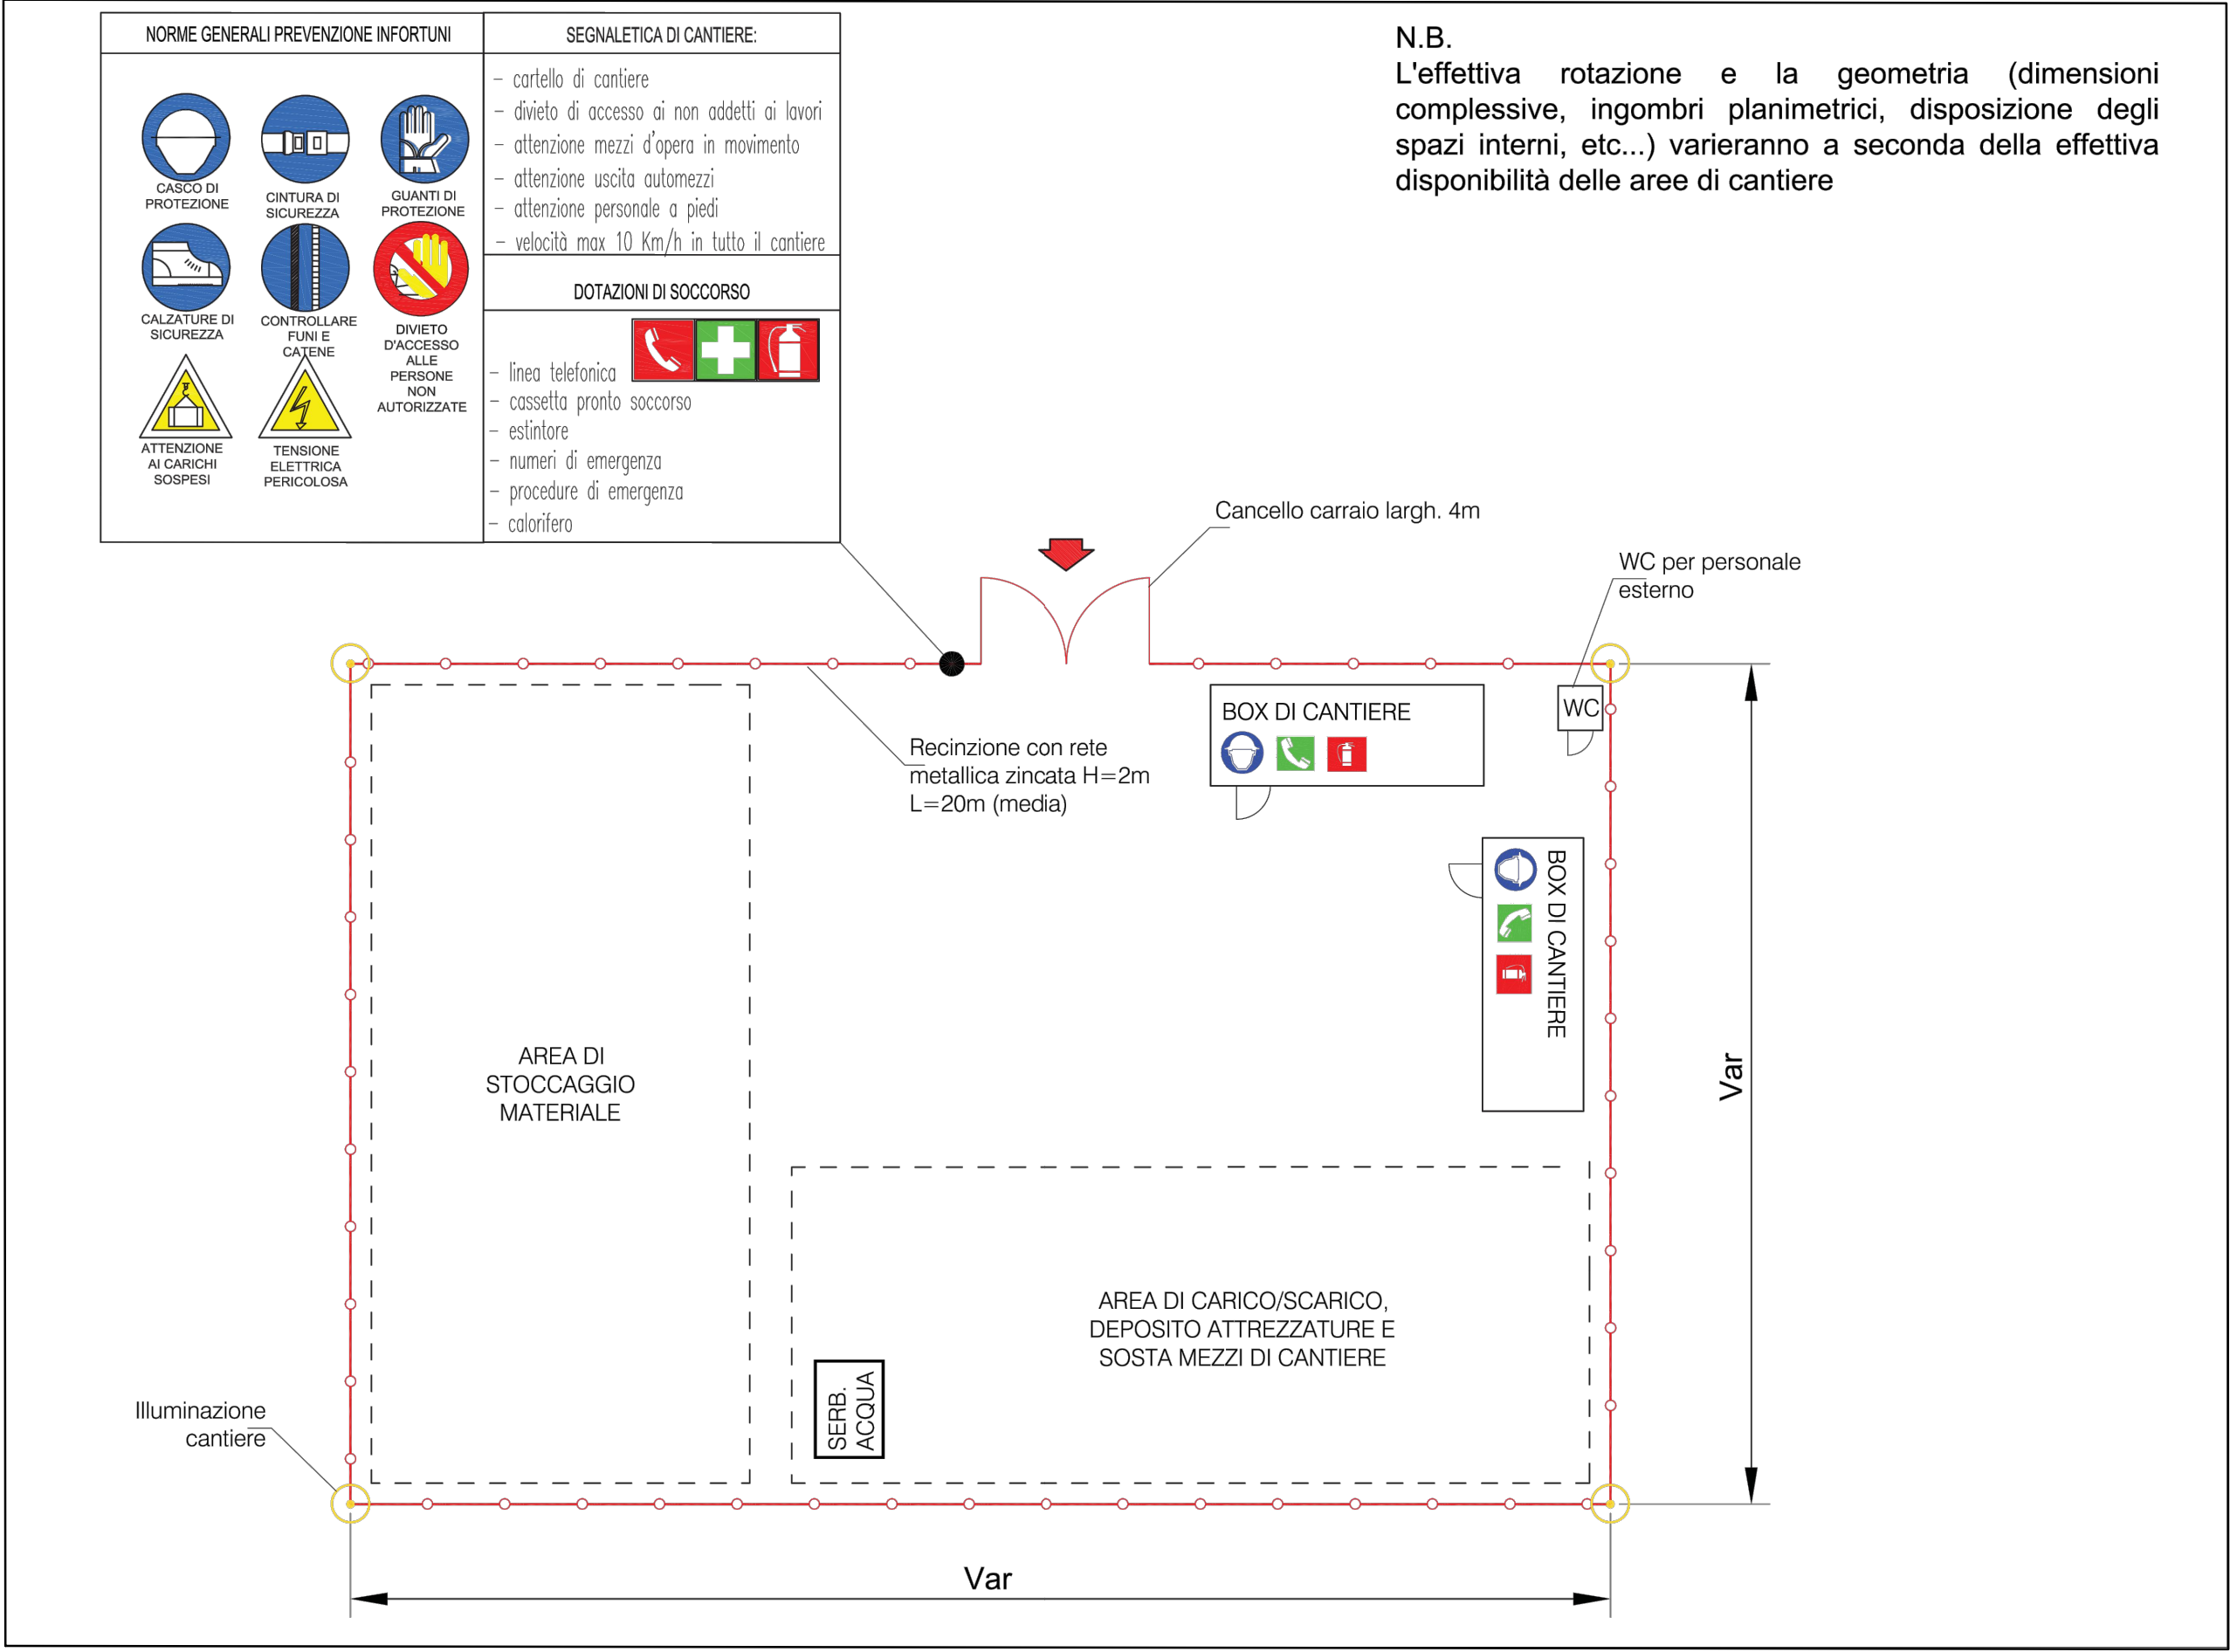 NORME GENERALI PREVENZIONE INFORTUNI
CASCO DI
PROTEZIONE
CINTURA DI
SICUREZZA
GUANTI DI
PROTEZIONE
CALZATURE DI
SICUREZZA
CONTROLLARE
FUNI E
CATENE
DIVIETO
D'ACCESSO
ALLE
PERSONE
NON
AUTORIZZATE
ATTENZIONE
AI CARICHI
SOSPESI
TENSIONE
ELETTRICA
PERICOLOSA
SEGNALETICA DI CANTIERE:
- cartello di cantiere
- divieto di accesso ai non addetti ai lavori
- attenzione mezzi d'opera in movimento
- attenzione uscita automezzi
- attenzione personale a piedi
- velocità max 10 Km/h in tutto il cantiere
DOTAZIONI DI SOCCORSO
- linea telefonica
- cassetta pronto soccorso
- estintore
- numeri di emergenza
- procedure di emergenza
- calorifero
N.B.
L'effettiva rotazione e la geometria (dimensioni
complessive, ingombri planimetrici, disposizione degli
spazi interni, etc...) varieranno a seconda della effettiva
disponibilità delle aree di cantiere
Cancello carraio largh. 4m
WC per personale
esterno
WC
BOX DI CANTIERE
Recinzione con rete
metallica zincata H=2m
L=20m (media)
BOX DI CANTIERE
AREA DI
STOCCAGGIO
MATERIALE
Var
AREA DI CARICO/SCARICO,
DEPOSITO ATTREZZATURE E
SOSTA MEZZI DI CANTIERE
SERB.
ACQUA
Illuminazione
cantiere
Var